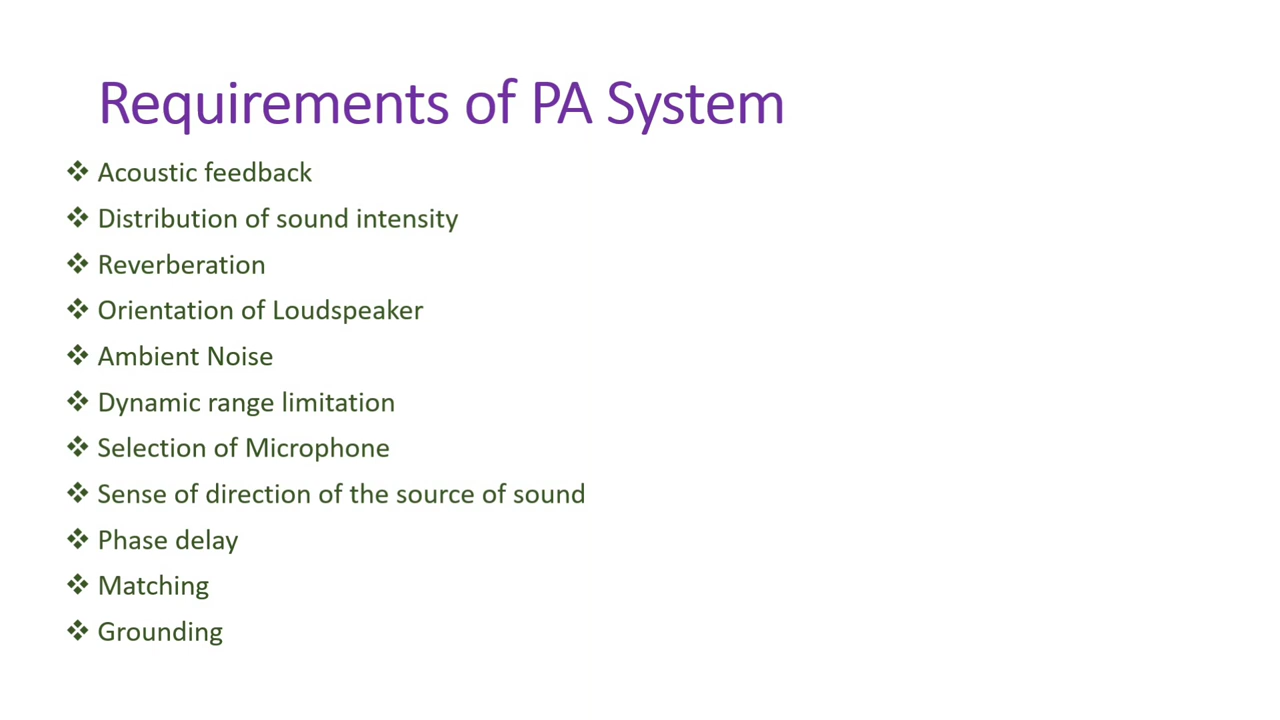 Requirements of PA System
❖ Acoustic feedback
❖ Distribution of sound intensity
❖ Reverberation
❖ Orientation of Loudspeaker
❖ Ambient Noise
❖ Dynamic range limitation
❖ Selection of Microphone
❖ Sense of direction of the source of sound
❖ Phase delay
❖ Matching
❖ Grounding